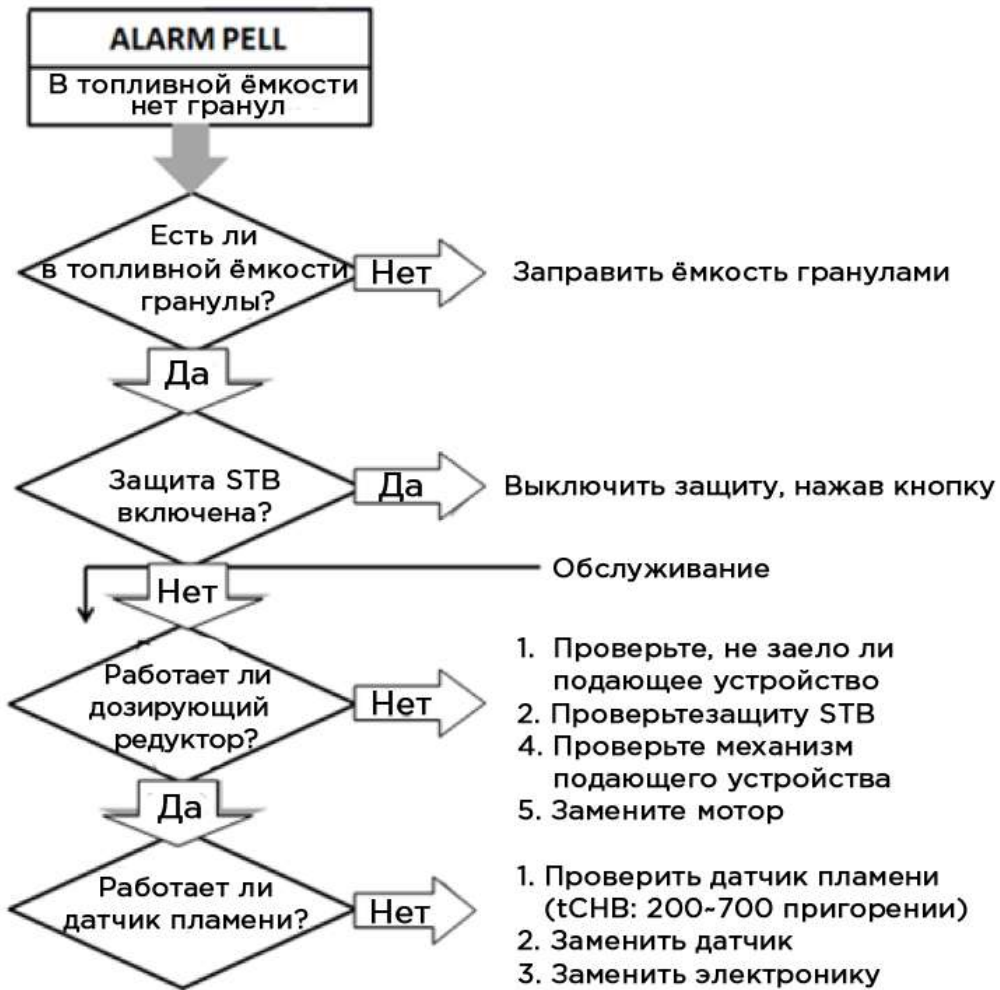 ALARM PELL
В топливной ёмкости
нет гранул
Есть ли
в топливной ёмкости
гранулы?
Нет
Заправить ёмкость гранулами
Да
Защита STB
включена?
Да
Выключить защиту, нажав кнопку
Обслуживание
Нет
Работает ли
дозирующий
редуктор?
Нет
1. Проверьте, не заело ли
подающее устройство
2. Проверьтезащиту STB
4. Проверьте механизм
подающего устройства
5. Замените мотор
Да
Работает ли
датчик пламени?
Нет
1. Проверить датчик пламени
(tCHB: 200~700 пригорении)
2. Заменить датчик
3. Заменить электронику